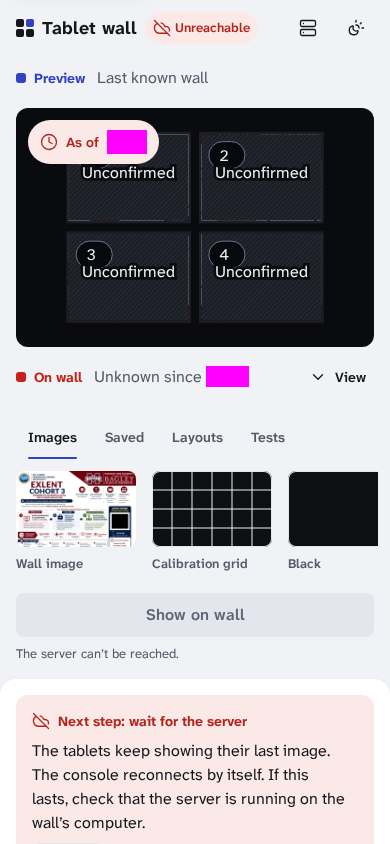 Tablet wall
Unreachable
Preview Last known wall
As of
2
Unconfirmed
Unconfirmed
3
4
Unconfirmed
Unconfirmed
On wall Unknown since
View
Images Saved Layouts Tests
EXLENT
COHORT 3
BAGLEY
Wall image Calibration grid Black
Show on wall
The server can't be reached.
Next step: wait for the server
The tablets keep showing their last image.
The console reconnects by itself. If this
lasts, check that the server is running on the
wall's computer.